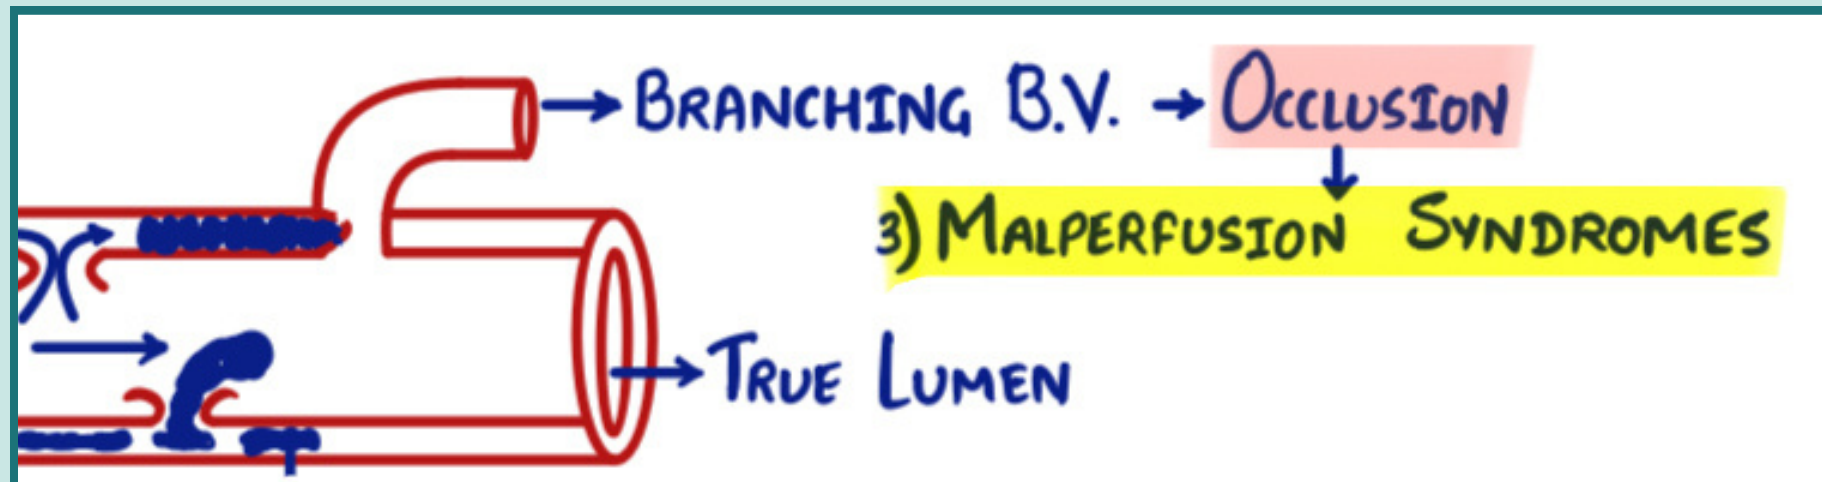 → BRANCHING B.V. → OCCLUSION
3) MALPERFUSION SYNDROMES
→ TRUE LUMEN